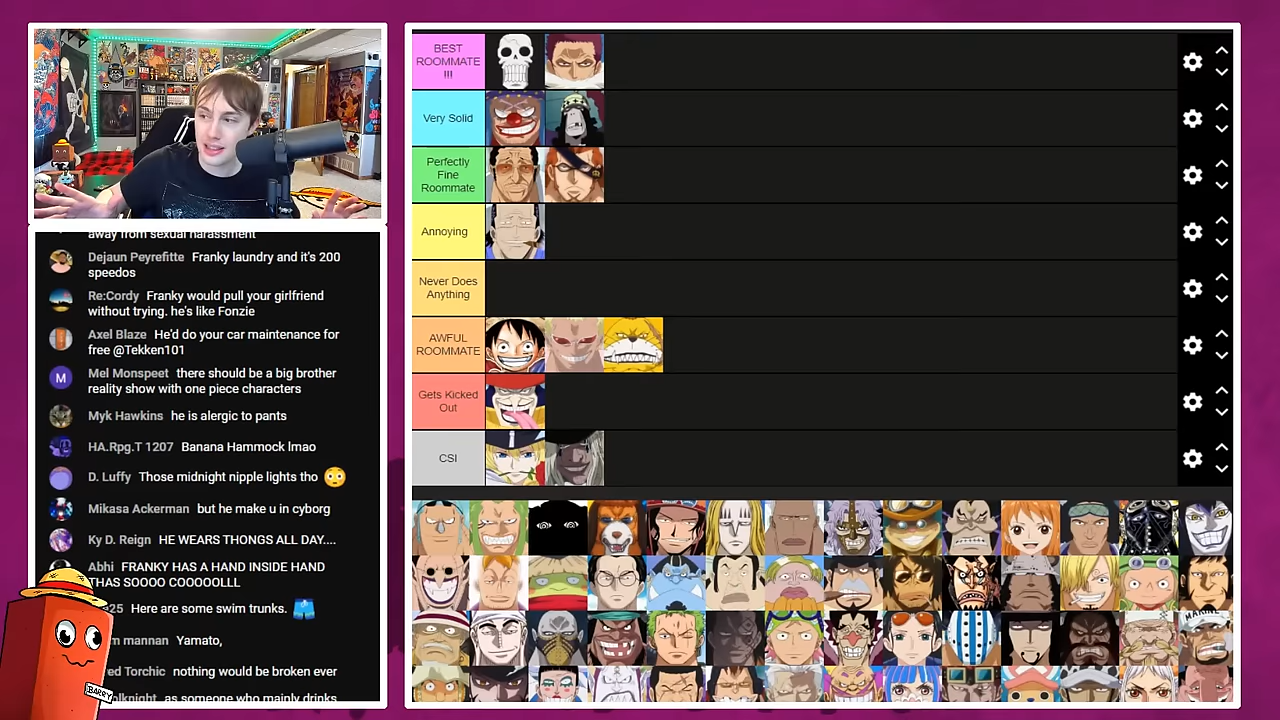 away from sexual harassment
Dejaun Peyrefitte Franky laundry and it's 200
speedos
Re:Cordy Franky would pull your girlfriend
without trying. he's like Fonzie
Axel Blaze He'd do your car maintenance for
free @Tekken101
M
Mel Monspeet there should be a big brother
reality show with one piece characters
Myk Hawkins he is alergic to pants
HA.Rpg.T 1207 Banana Hammock lmao
D. Luffy Those midnight nipple lights tho 😳
Mikasa Ackerman but he make u in cyborg
Ky D. Reign HE WEARS THONGS ALL DAY....
Abhi FRANKY HAS A HAND INSIDE HAND
THAS SOOOO COOOOOLLL
25 Here are some swim trunks. 🩳
mannan Yamato,
Torchic nothing would be broken ever
as someone who mainly drinks
BARRY
BEST
ROOMMATE
!!!
Very Solid
Perfectly
Fine
Roommate
Annoying
Never Does
Anything
AWFUL
ROOMMATE
Gets Kicked
Out
CSI
MARINE